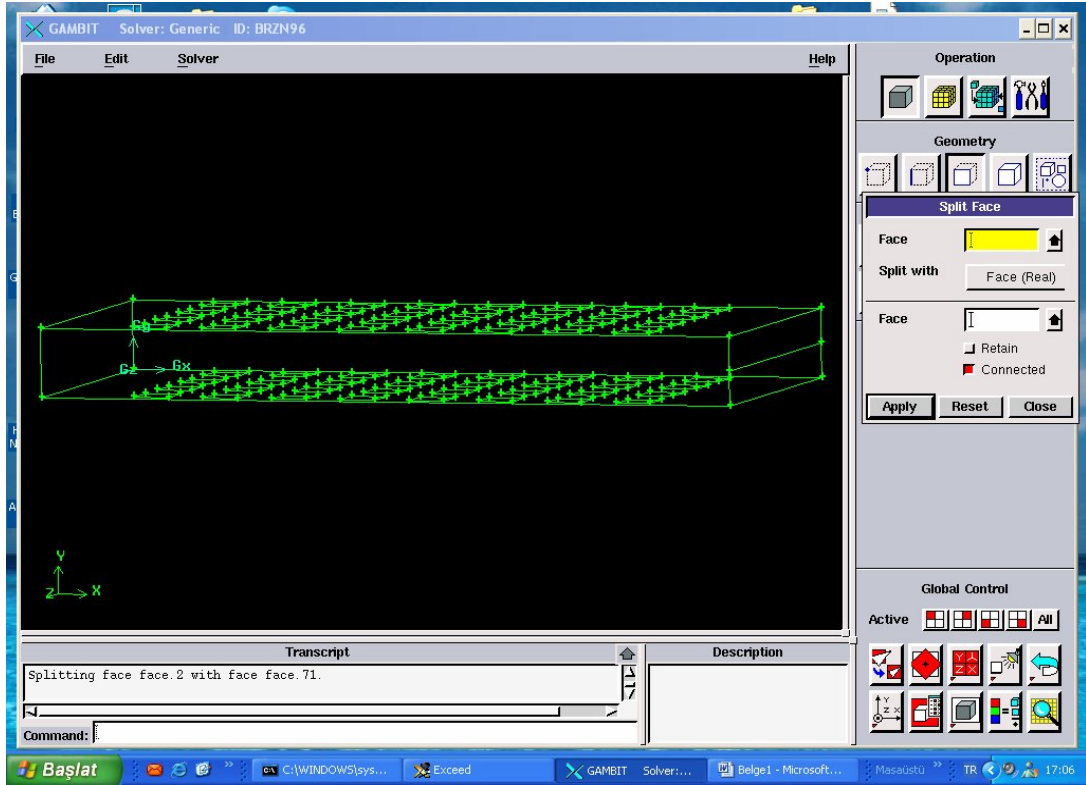 GAMBIT Solver: Generic ID: BRZN96
File Edit Solver Help
Operation
Geometry
Split Face
Face
Split with Face (Real)
Face
Retain
Connected
Apply Reset Close
Gy
Gz Gx
Y
Z X
Global Control
Active All
Transcript
Description
Splitting face face.2 with face face.71.
Command:
Başlat
C:\WINDOWS\sys...
Exceed
GAMBIT Solver:...
Belge1 - Microsoft...
Masaüstü
TR
17:06